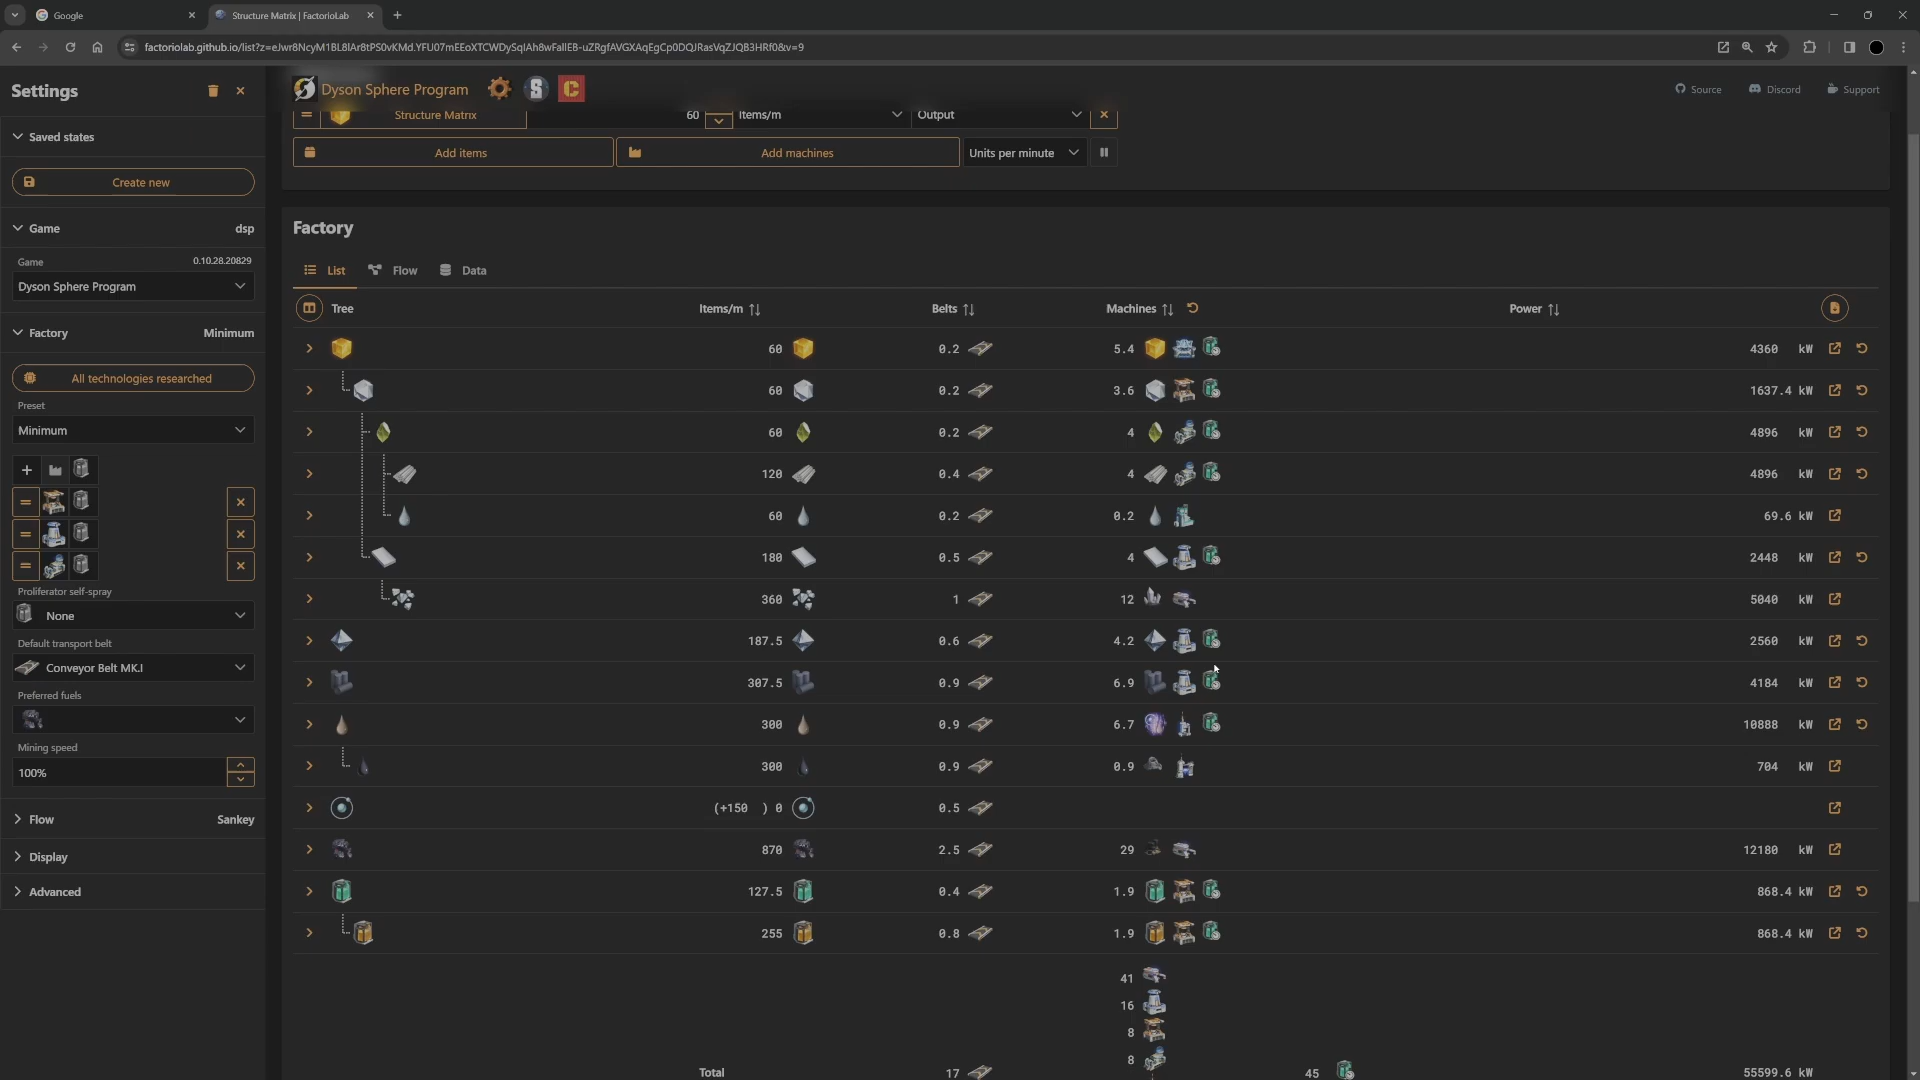 Google
Structure Matrix | FactorioLab
factoriolab.github.io/list?z=eJwr8NcyM1BL8lAr8tPS0vKMd.YFU07mEEoXTCWDySqlAh8wFallEB-uZRgfAVGXAqEgCp0DQJRasVqZJQB3HRf0&v=9
Settings
Dyson Sphere Program
Source
Discord
Support
Structure Matrix 60 Items/m Output
Add items Add machines Units per minute
Saved states
Create new
Game dsp
Game 0.10.28.20829
Dyson Sphere Program
Factory Minimum
All technologies researched
Preset
Minimum
Proliferator self-spray
None
Default transport belt
Conveyor Belt MK.I
Preferred fuels
Mining speed
100%
Flow Sankey
Display
Advanced
Factory
List Flow Data
Tree Items/m Belts Machines Power
60 0.2 5.4 4360 kW
60 0.2 3.6 1637.4 kW
60 0.2 4 4896 kW
120 0.4 4 4896 kW
60 0.2 0.2 69.6 kW
180 0.5 4 2448 kW
360 1 12 5040 kW
187.5 0.6 4.2 2560 kW
307.5 0.9 6.9 4184 kW
300 0.9 6.7 10888 kW
300 0.9 0.9 704 kW
(+150 ) 0 0.5
870 2.5 29 12180 kW
127.5 0.4 1.9 868.4 kW
255 0.8 1.9 868.4 kW
41
16
8
8
Total 17 45 55599.6 kW